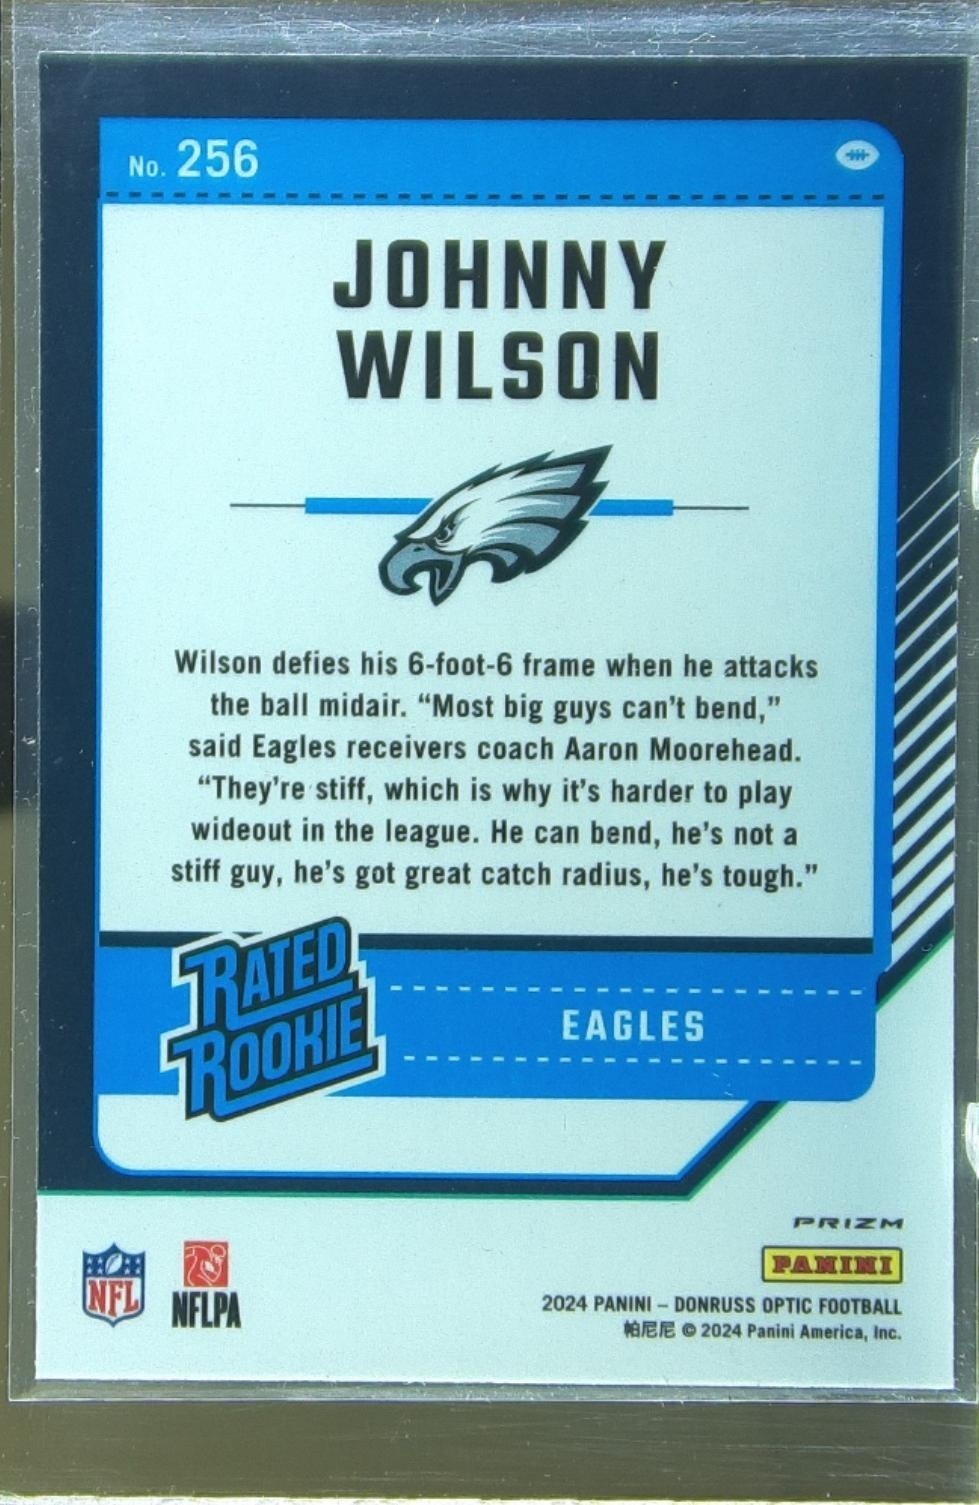 No. 256
JOHNNY
WILSON
Wilson defies his 6-foot-6 frame when he attacks
the ball midair. “Most big guys can’t bend,”
said Eagles receivers coach Aaron Moorehead.
“They’re stiff, which is why it’s harder to play
wideout in the league. He can bend, he’s not a
stiff guy, he’s got great catch radius, he’s tough.”
RATED
ROOKIE
EAGLES
PRIZM
PANINI
NFL
NFLPA
2024 PANINI – DONRUSS OPTIC FOOTBALL
帕尼尼 © 2024 Panini America, Inc.